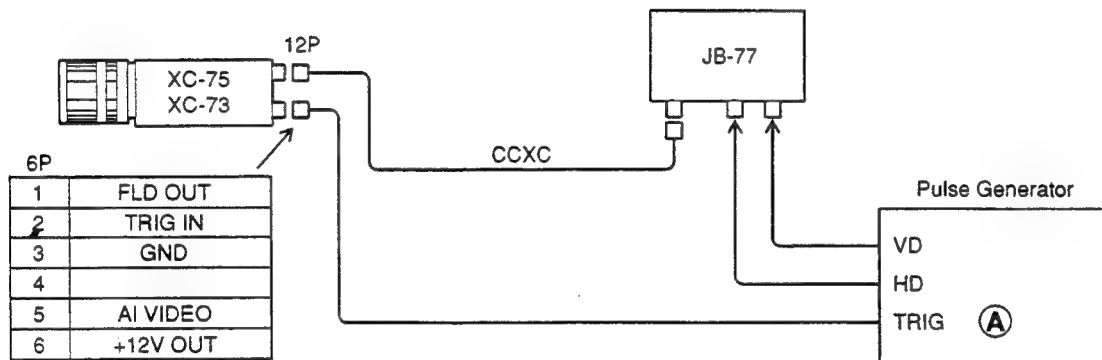 12P
XC-75
XC-73
JB-77
CCXC
6P
1 FLD OUT
2 TRIG IN
3 GND
4
5 AI VIDEO
6 +12V OUT
Pulse Generator
VD
HD
TRIG A